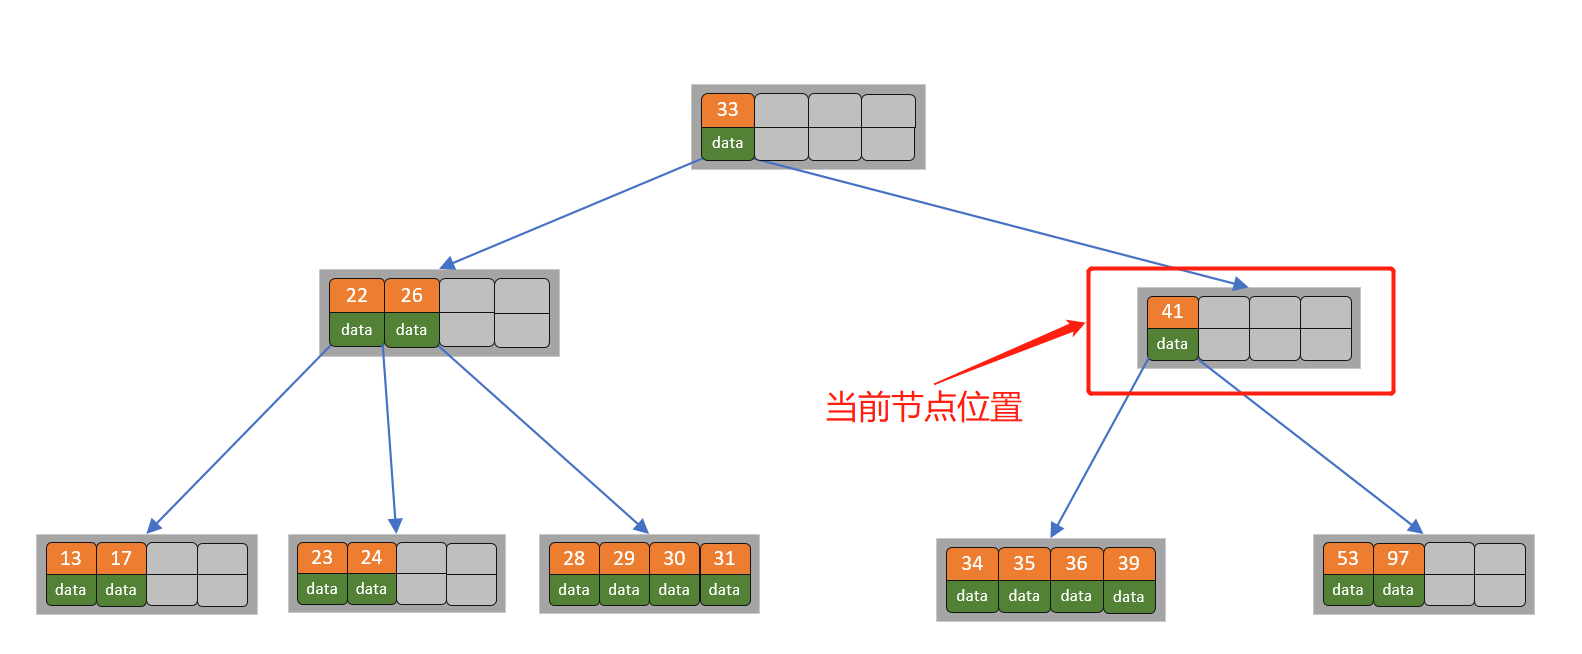 33
data
22 26
data data
41
data
当前节点位置
13 17
data data
23 24
data data
28 29 30 31
data data data data
34 35 36 39
data data data data
53 97
data data